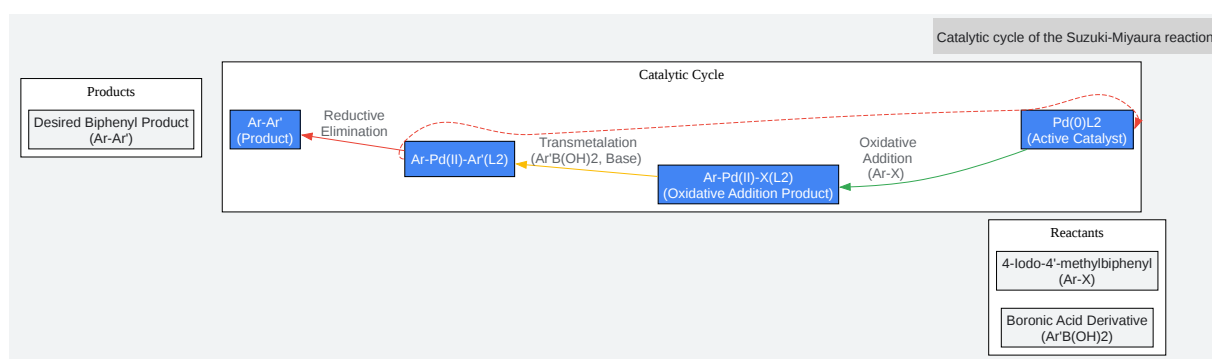 Catalytic cycle of the Suzuki-Miyaura reaction
Products
Desired Biphenyl Product
(Ar-Ar')
Catalytic Cycle
Ar-Ar'
(Product)
Reductive
Elimination
Ar-Pd(II)-Ar'(L2)
Transmetalation
(Ar'B(OH)2, Base)
Ar-Pd(II)-X(L2)
(Oxidative Addition Product)
Oxidative
Addition
(Ar-X)
Pd(0)L2
(Active Catalyst)
Reactants
4-Iodo-4'-methylbiphenyl
(Ar-X)
Boronic Acid Derivative
(Ar'B(OH)2)